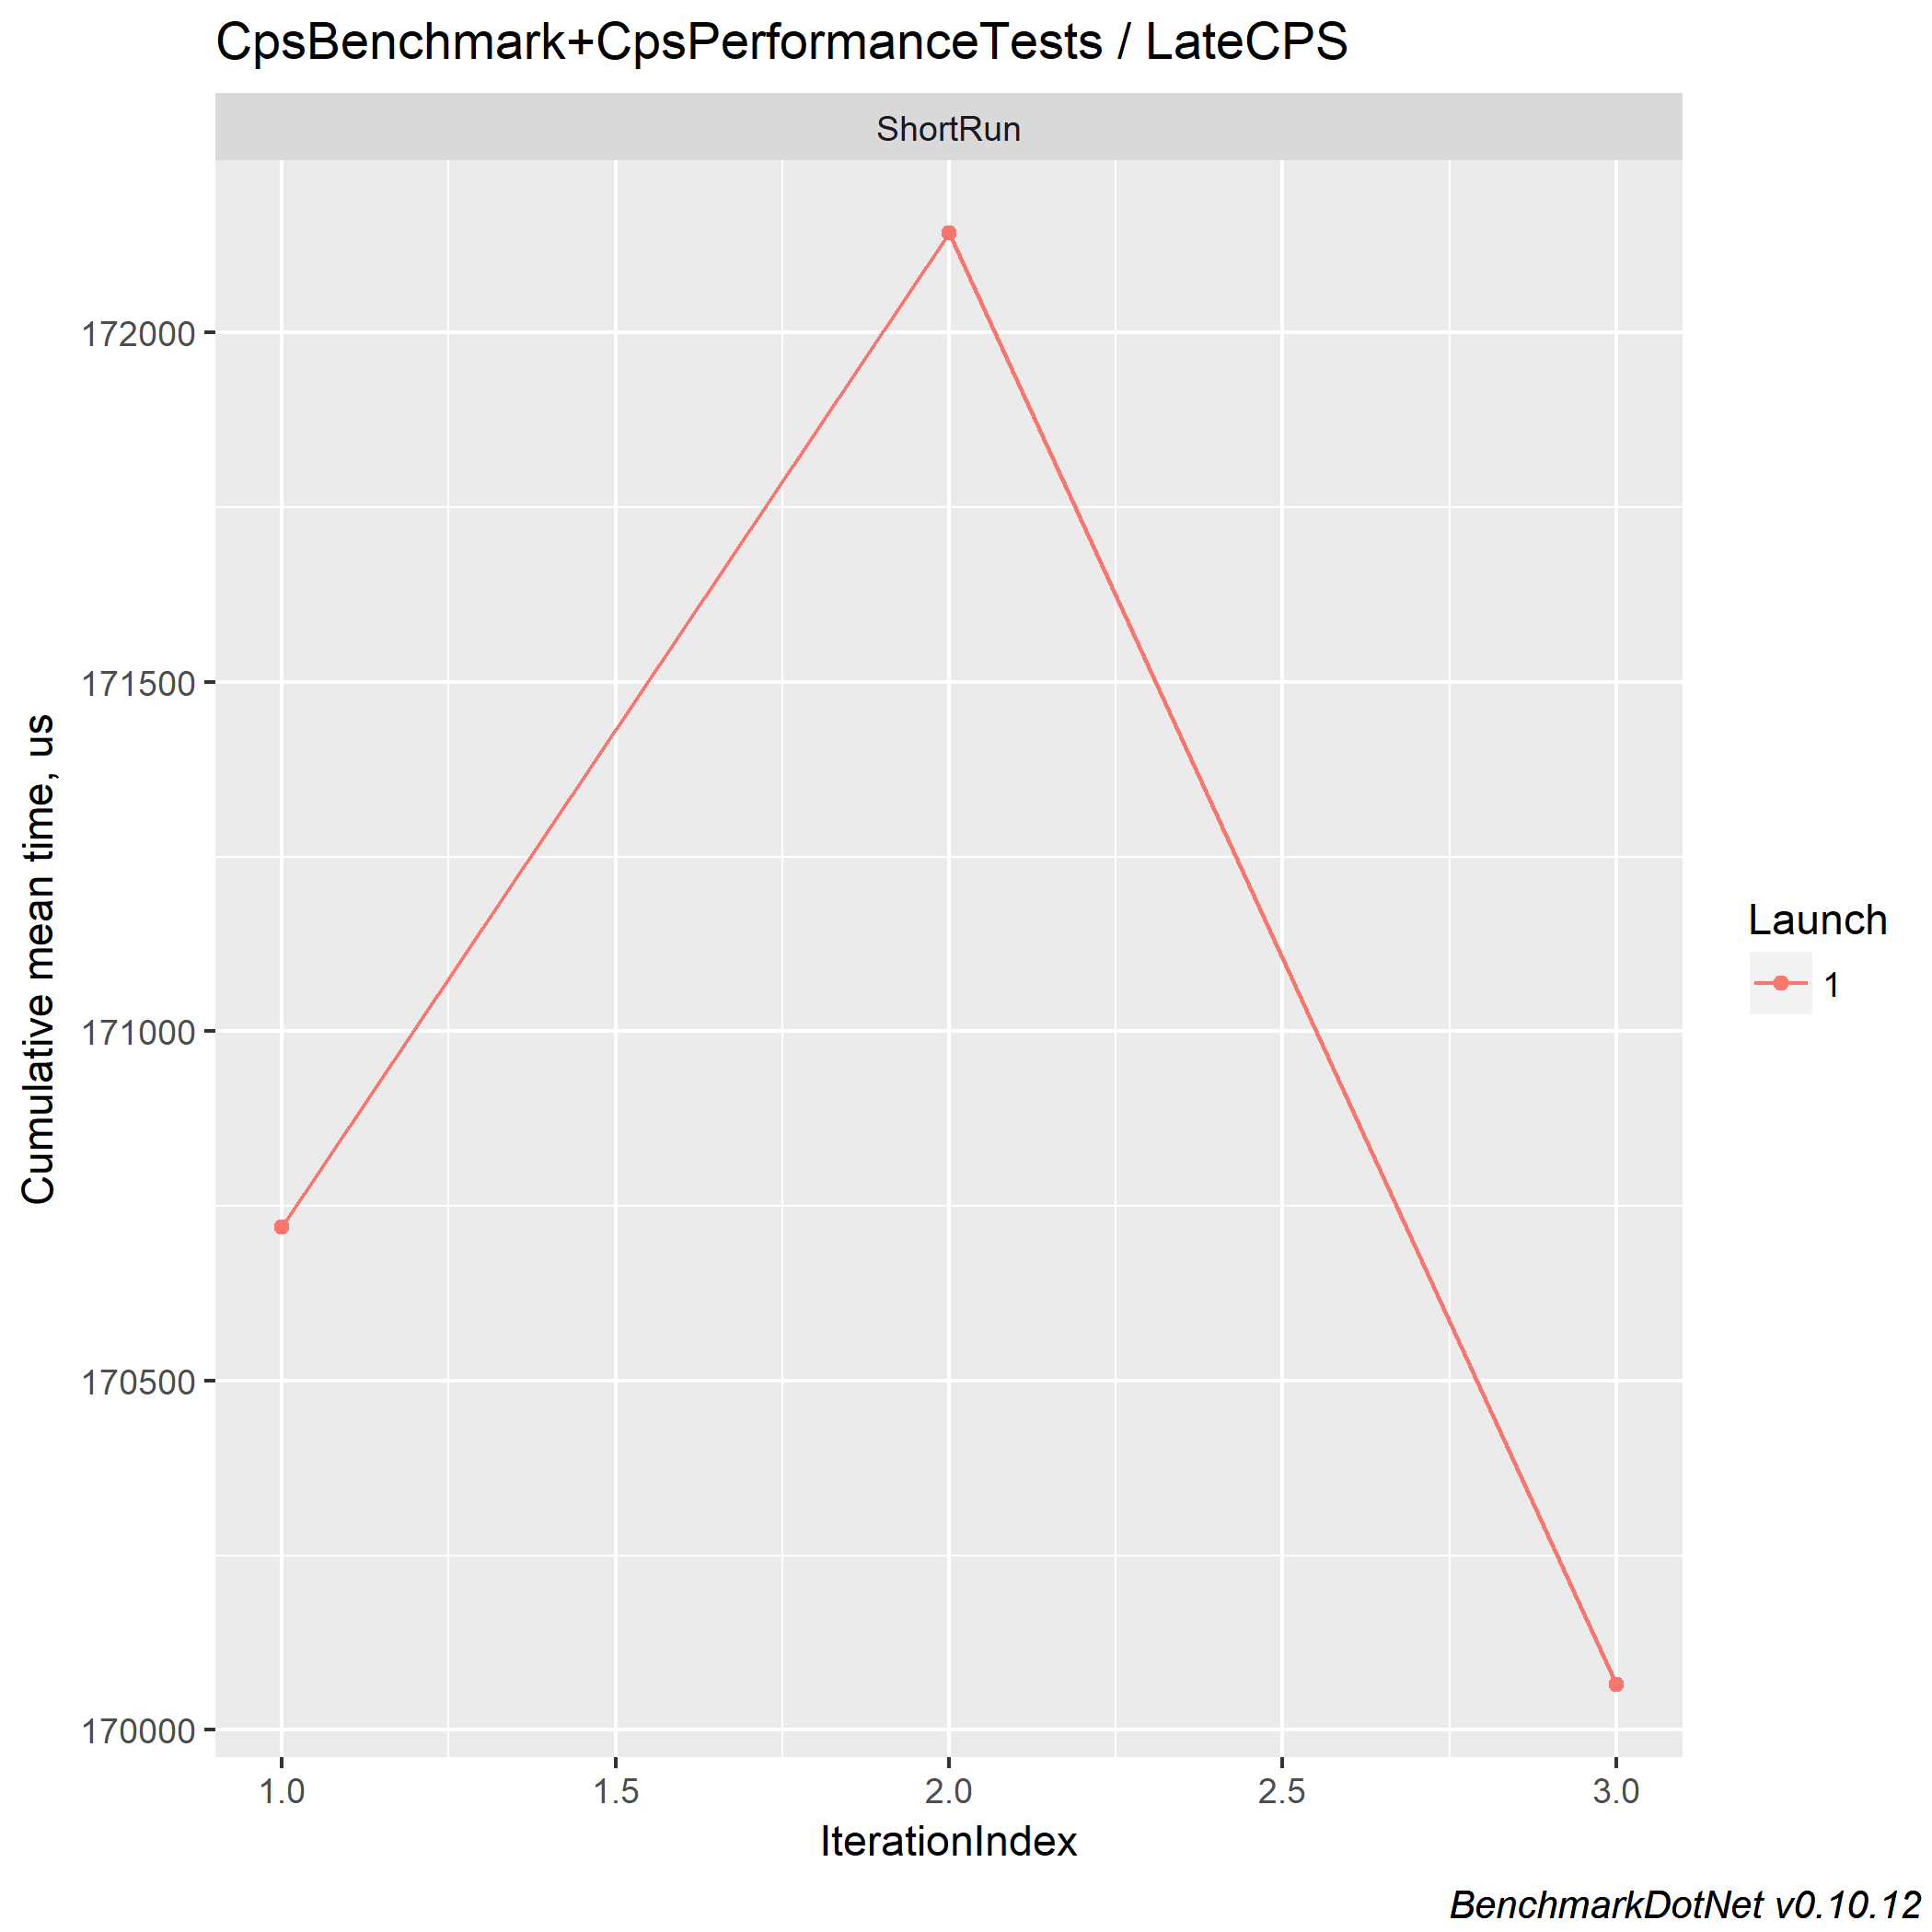 CpsBenchmark+CpsPerformanceTests / LateCPS
ShortRun
172000
171500
171000
170500
170000
Cumulative mean time, us
1.0 1.5 2.0 2.5 3.0
IterationIndex
Launch
1
BenchmarkDotNet v0.10.12